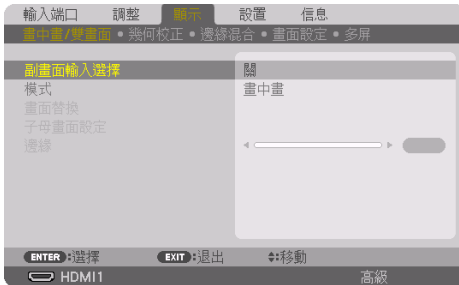 輸入端口 調整 顯示 設置 信息
畫中畫/雙畫面 • 幾何校正 • 邊緣混合 • 畫面設定 • 多屏
副畫面輸入選擇 關
模式 畫中畫
畫面替換
子母畫面設定
邊緣
ENTER:選擇 EXIT:退出 :移動
HDMI1 高級